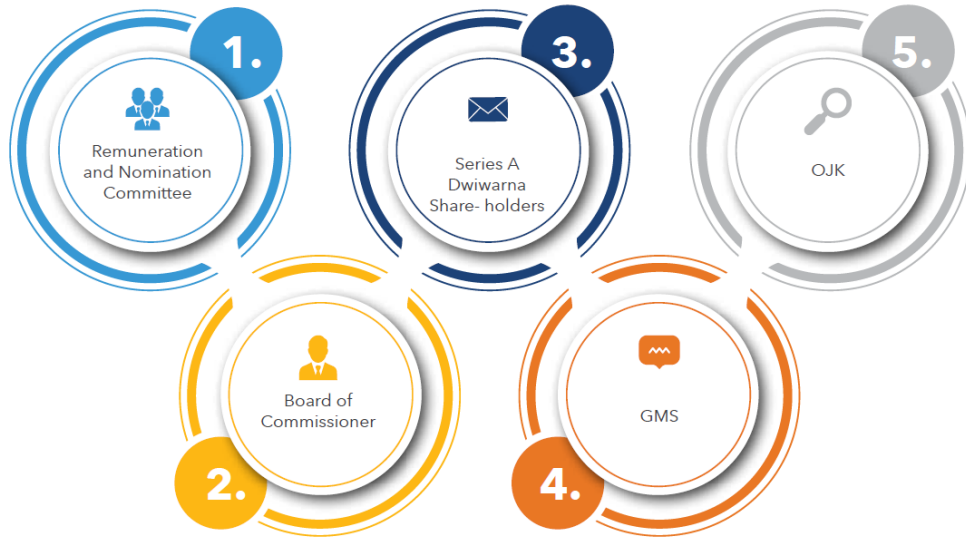 1.
Remuneration
and Nomination
Committee
2.
Board of
Commissioner
3.
Series A
Dwiwarna
Share- holders
4.
GMS
5.
OJK